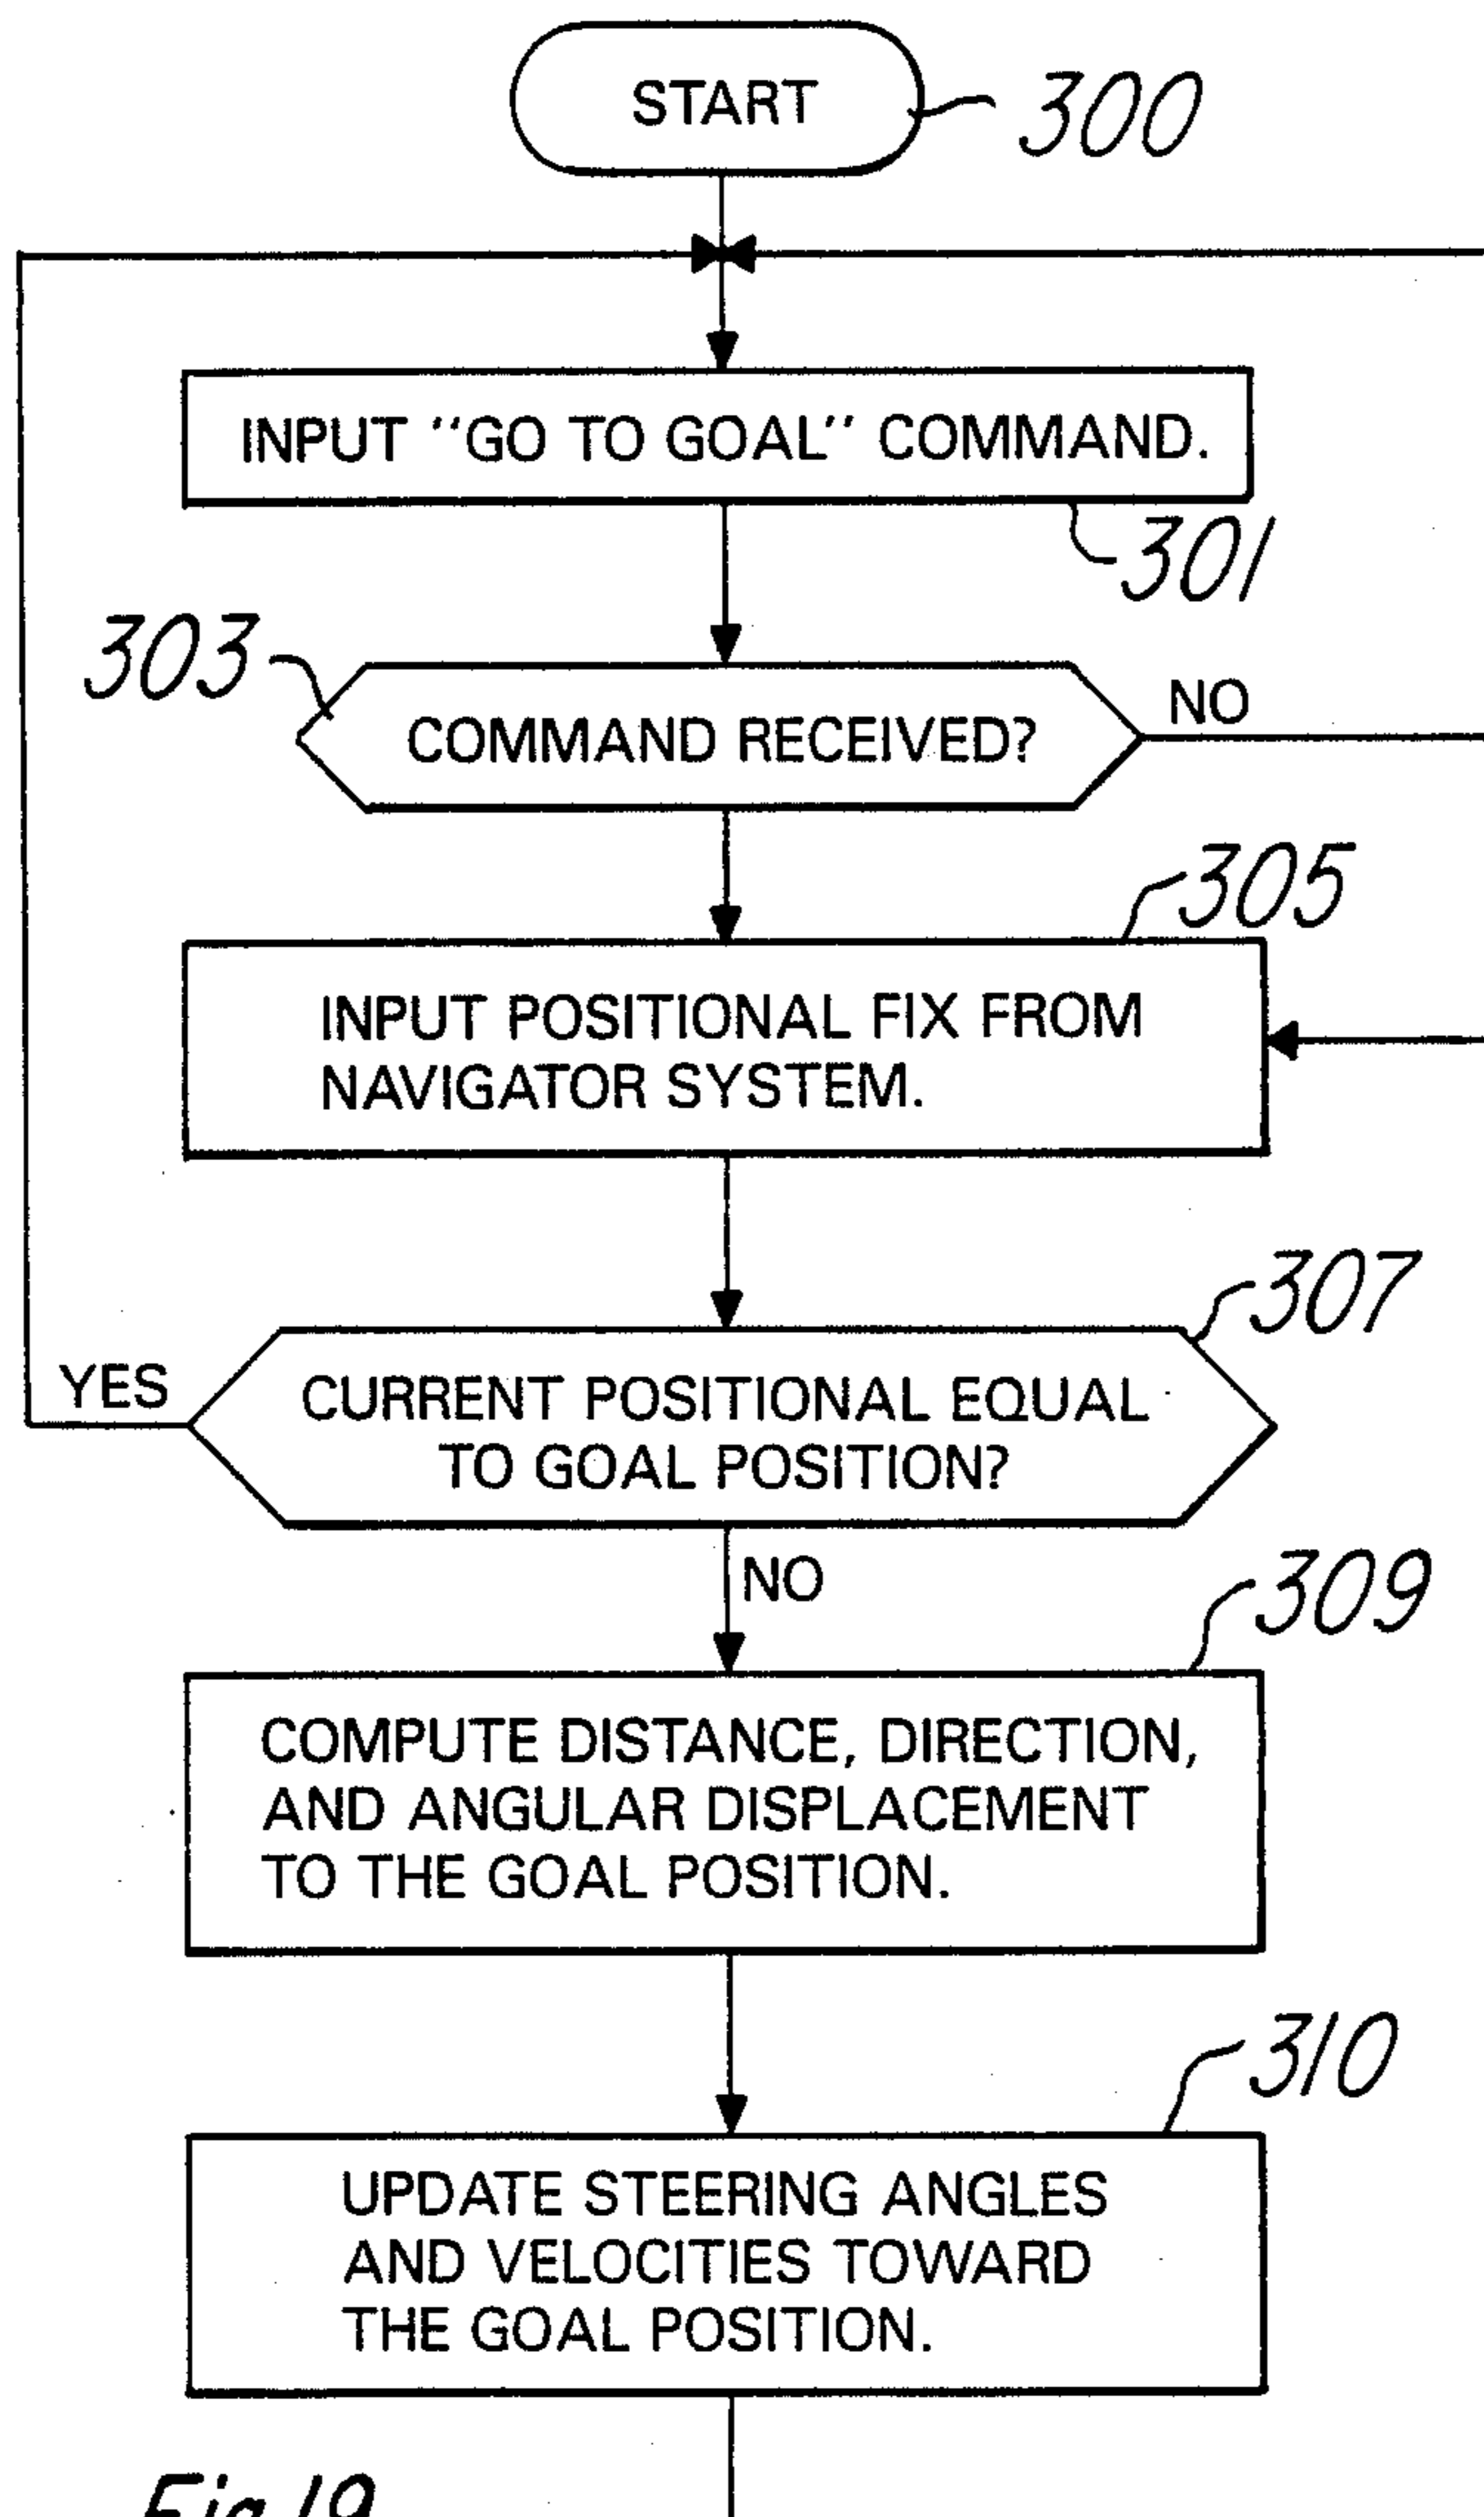 START
300
INPUT "GO TO GOAL" COMMAND.
301
303
COMMAND RECEIVED?
NO
305
INPUT POSITIONAL FIX FROM
NAVIGATOR SYSTEM.
307
YES
CURRENT POSITIONAL EQUAL
TO GOAL POSITION?
NO
309
COMPUTE DISTANCE, DIRECTION,
AND ANGULAR DISPLACEMENT
TO THE GOAL POSITION.
310
UPDATE STEERING ANGLES
AND VELOCITIES TOWARD
THE GOAL POSITION.
Fig.19